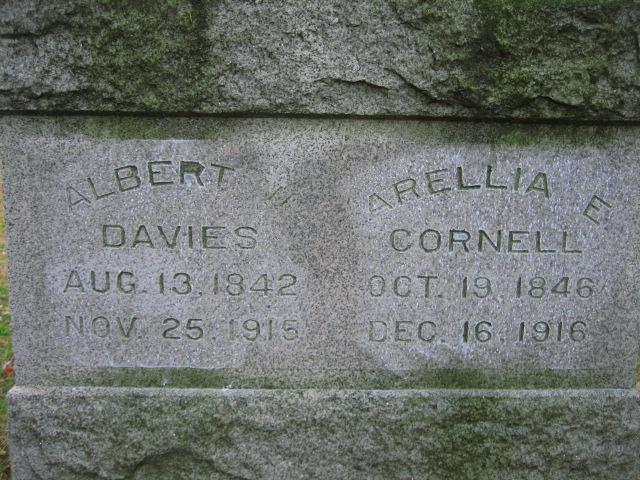 ALBERT
DAVIES
AUG. 13. 1842
NOV. 25. 1915
ARELLIA E
CORNELL
OCT. 19. 1846
DEC. 16. 1916